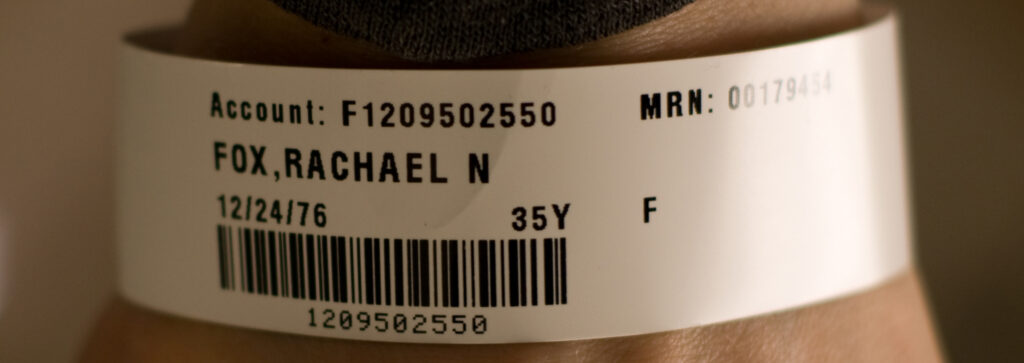 Account: F1209502550 MRN: 00179454
FOX,RACHAEL N
12/24/76 35Y F
1209502550